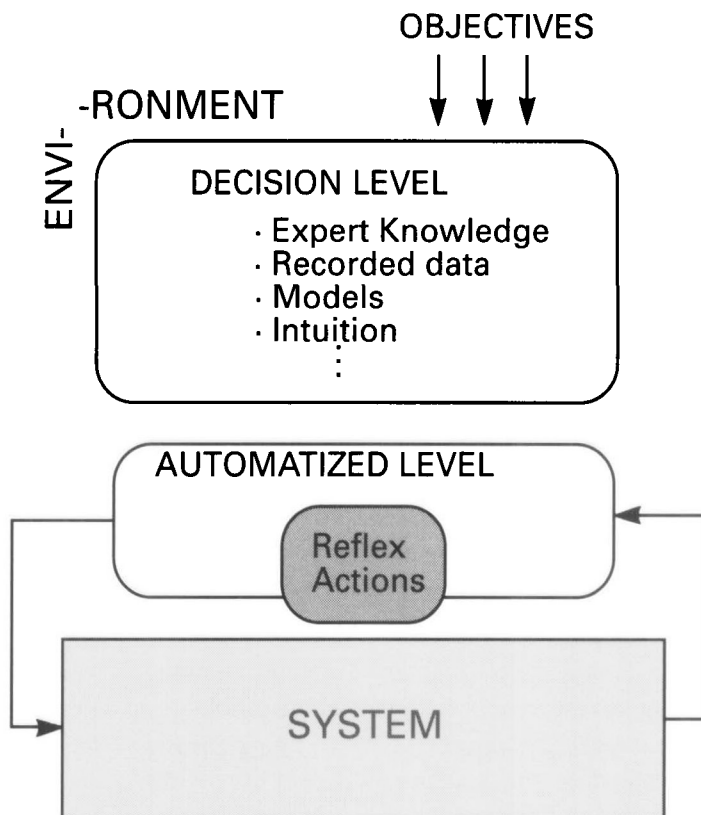 OBJECTIVES
ENVI-
-RONMENT
DECISION LEVEL
· Expert Knowledge
· Recorded data
· Models
· Intuition
⋮
AUTOMATIZED LEVEL
Reflex
Actions
SYSTEM